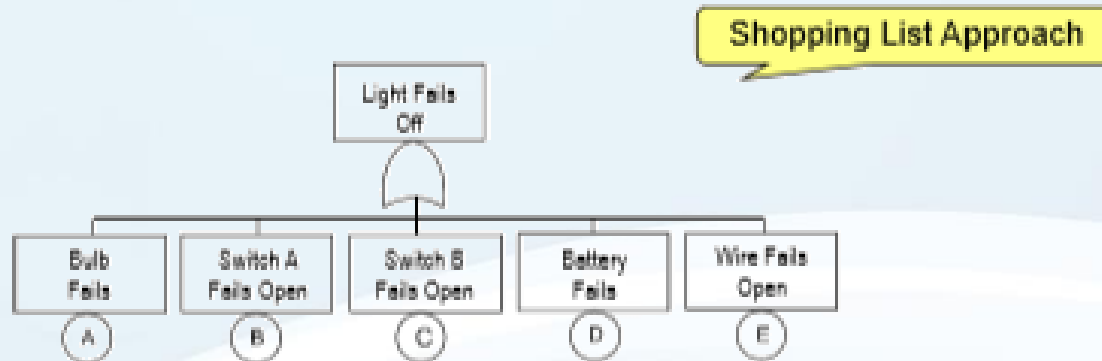 Shopping List Approach
Light Fails
Off
Bulb
Fails
Switch A
Fails Open
Switch B
Fails Open
Battery
Fails
Wire Fails
Open
A
B
C
D
E